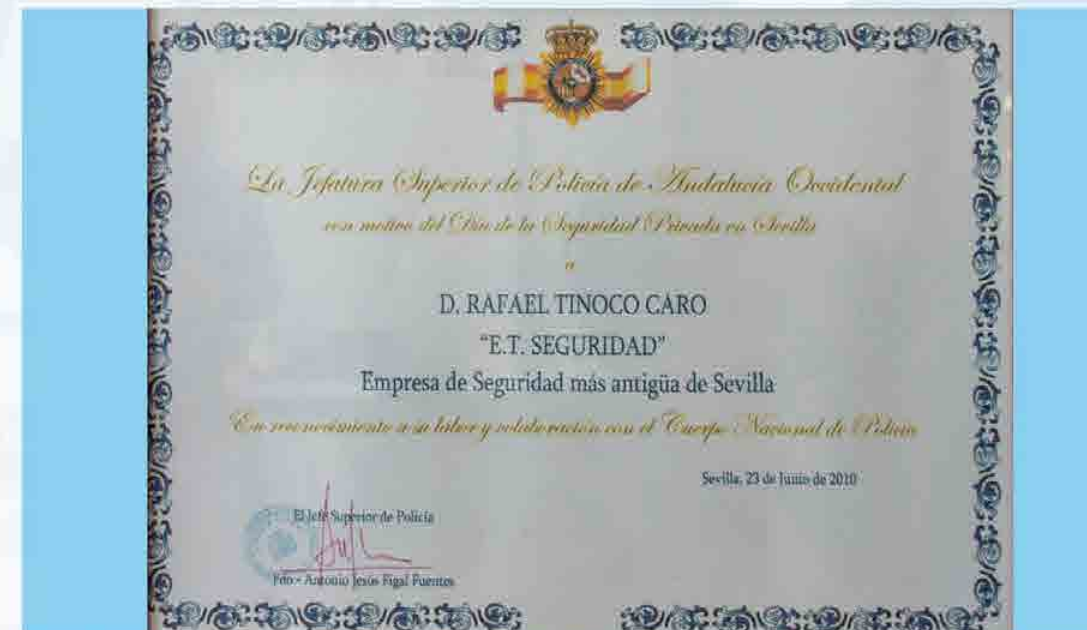 La Jefatura Superior de Policía de Andalucía Occidental
con motivo del Día de la Seguridad Privada en Sevilla
a
D. RAFAEL TINOCO CARO
"E.T. SEGURIDAD"
Empresa de Seguridad más antigüa de Sevilla
En reconocimiento a su labor y colaboración con el Cuerpo Nacional de Policía
Sevilla, 23 de Junio de 2010
El Jefe Superior de Policía
Fdo.- Antonio Jesús Figal Fuentes